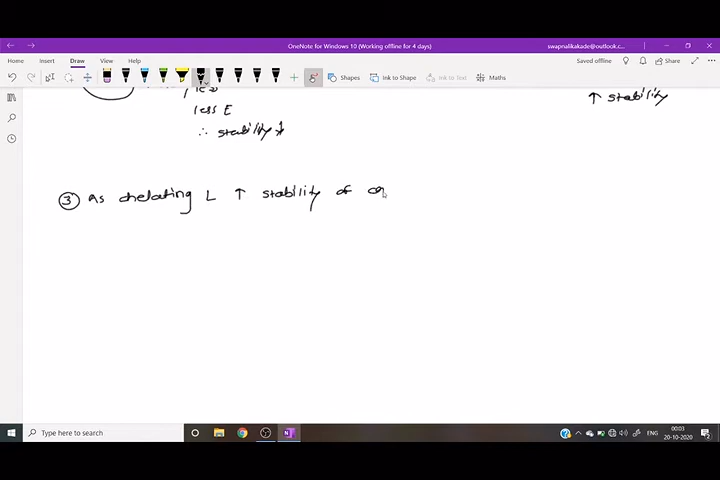 OneNote for Windows 10 (Working offline for 4 days)
swapnalikakade@outlook.c...
Home Insert Draw View Help
Saved offline Share
Shapes Ink to Shape Ink to Text Maths
less E
↑ stability
∴ stability ↑
③ as chelating L ↑ stability of co
Type here to search
ENG 00:03
20-10-2020
2